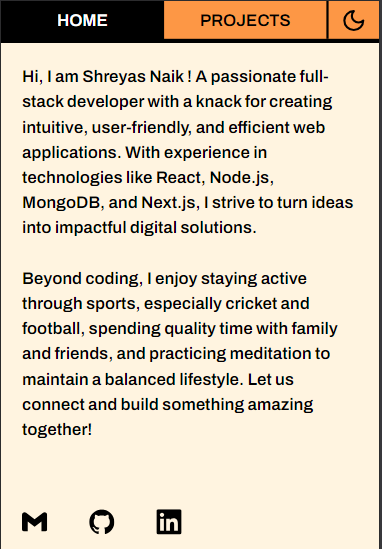 HOME
PROJECTS
Hi, I am Shreyas Naik ! A passionate full-
stack developer with a knack for creating
intuitive, user-friendly, and efficient web
applications. With experience in
technologies like React, Node.js,
MongoDB, and Next.js, I strive to turn ideas
into impactful digital solutions.
Beyond coding, I enjoy staying active
through sports, especially cricket and
football, spending quality time with family
and friends, and practicing meditation to
maintain a balanced lifestyle. Let us
connect and build something amazing
together!